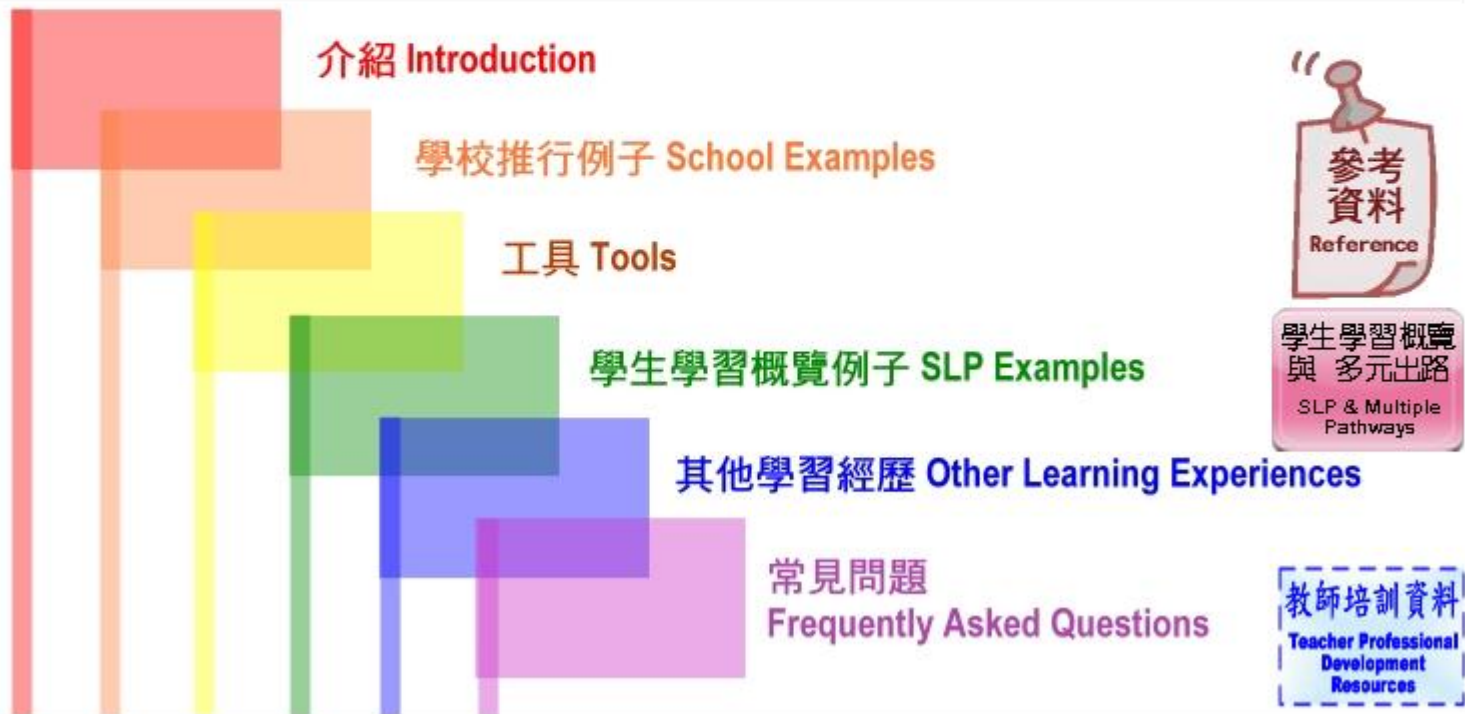 介紹 Introduction
學校推行例子 School Examples
工具 Tools
學生學習概覽例子 SLP Examples
其他學習經歷 Other Learning Experiences
常見問題
Frequently Asked Questions
參考
資料
Reference
學生學習概覽
與 多元出路
SLP & Multiple
Pathways
教師培訓資料
Teacher Professional
Development
Resources